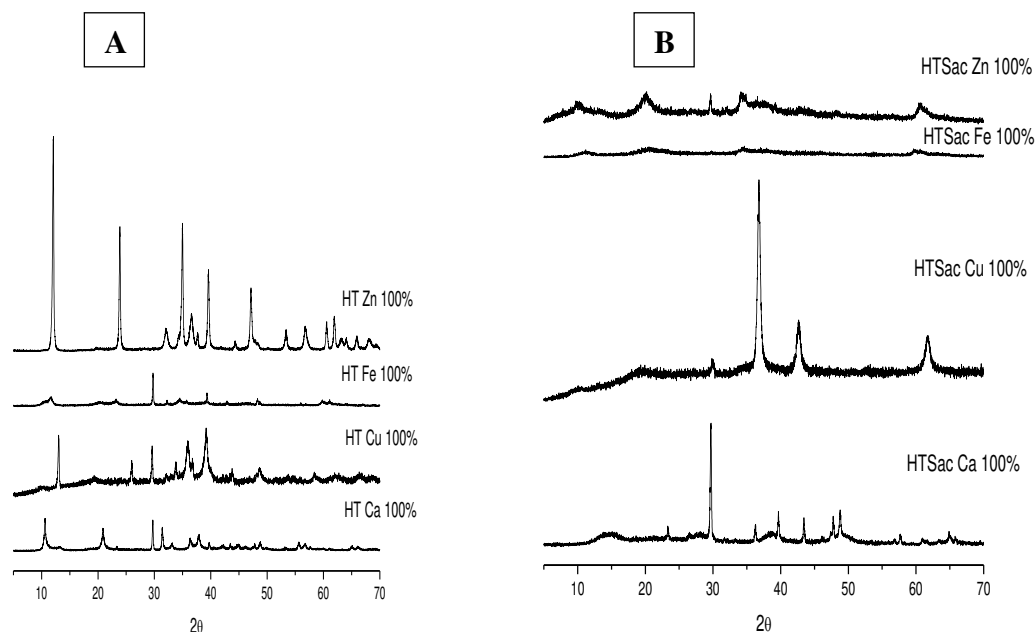 A
HT Zn 100%
HT Fe 100%
HT Cu 100%
HT Ca 100%
10 20 30 40 50 60 70
2θ
B
HTSac Zn 100%
HTSac Fe 100%
HTSac Cu 100%
HTSac Ca 100%
10 20 30 40 50 60 70
2θ